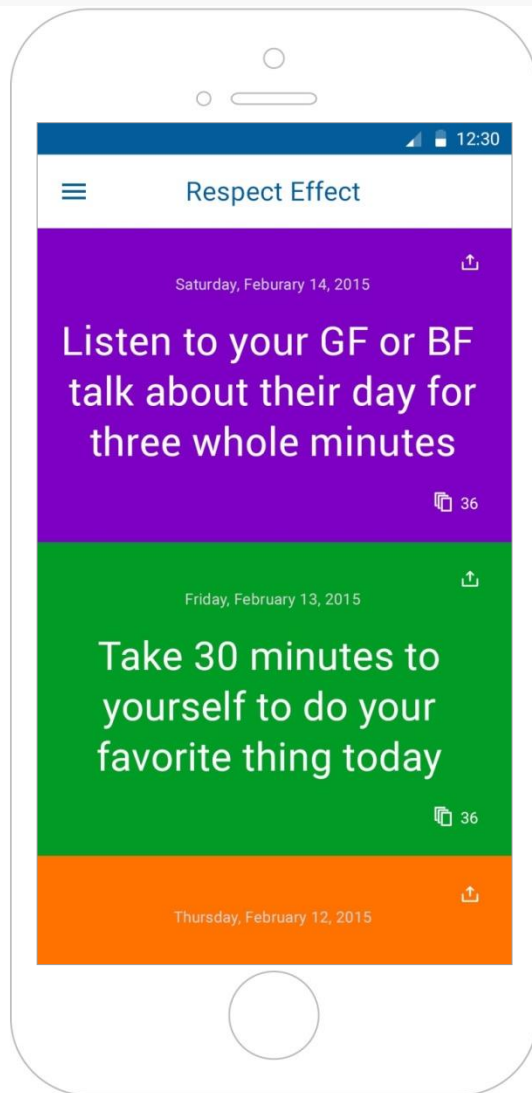 12:30
Respect Effect
Saturday, Feburary 14, 2015
Listen to your GF or BF
talk about their day for
three whole minutes
36
Friday, February 13, 2015
Take 30 minutes to
yourself to do your
favorite thing today
36
Thursday, February 12, 2015